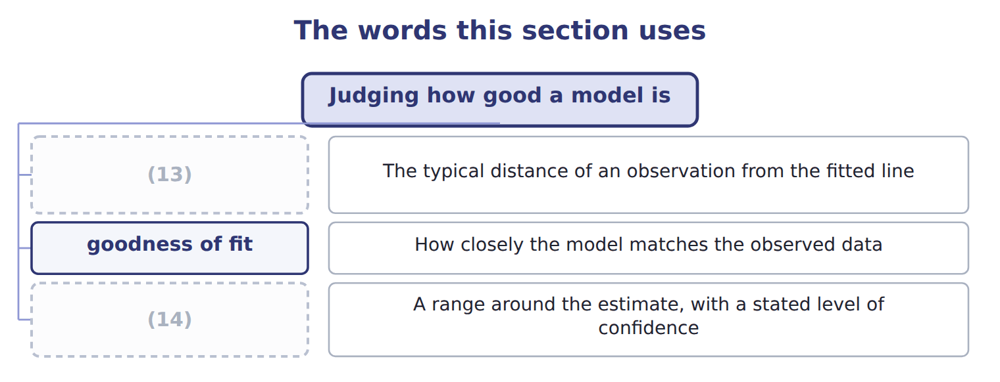 The words this section uses
Judging how good a model is
(13)
The typical distance of an observation from the fitted line
goodness of fit
How closely the model matches the observed data
(14)
A range around the estimate, with a stated level of
confidence